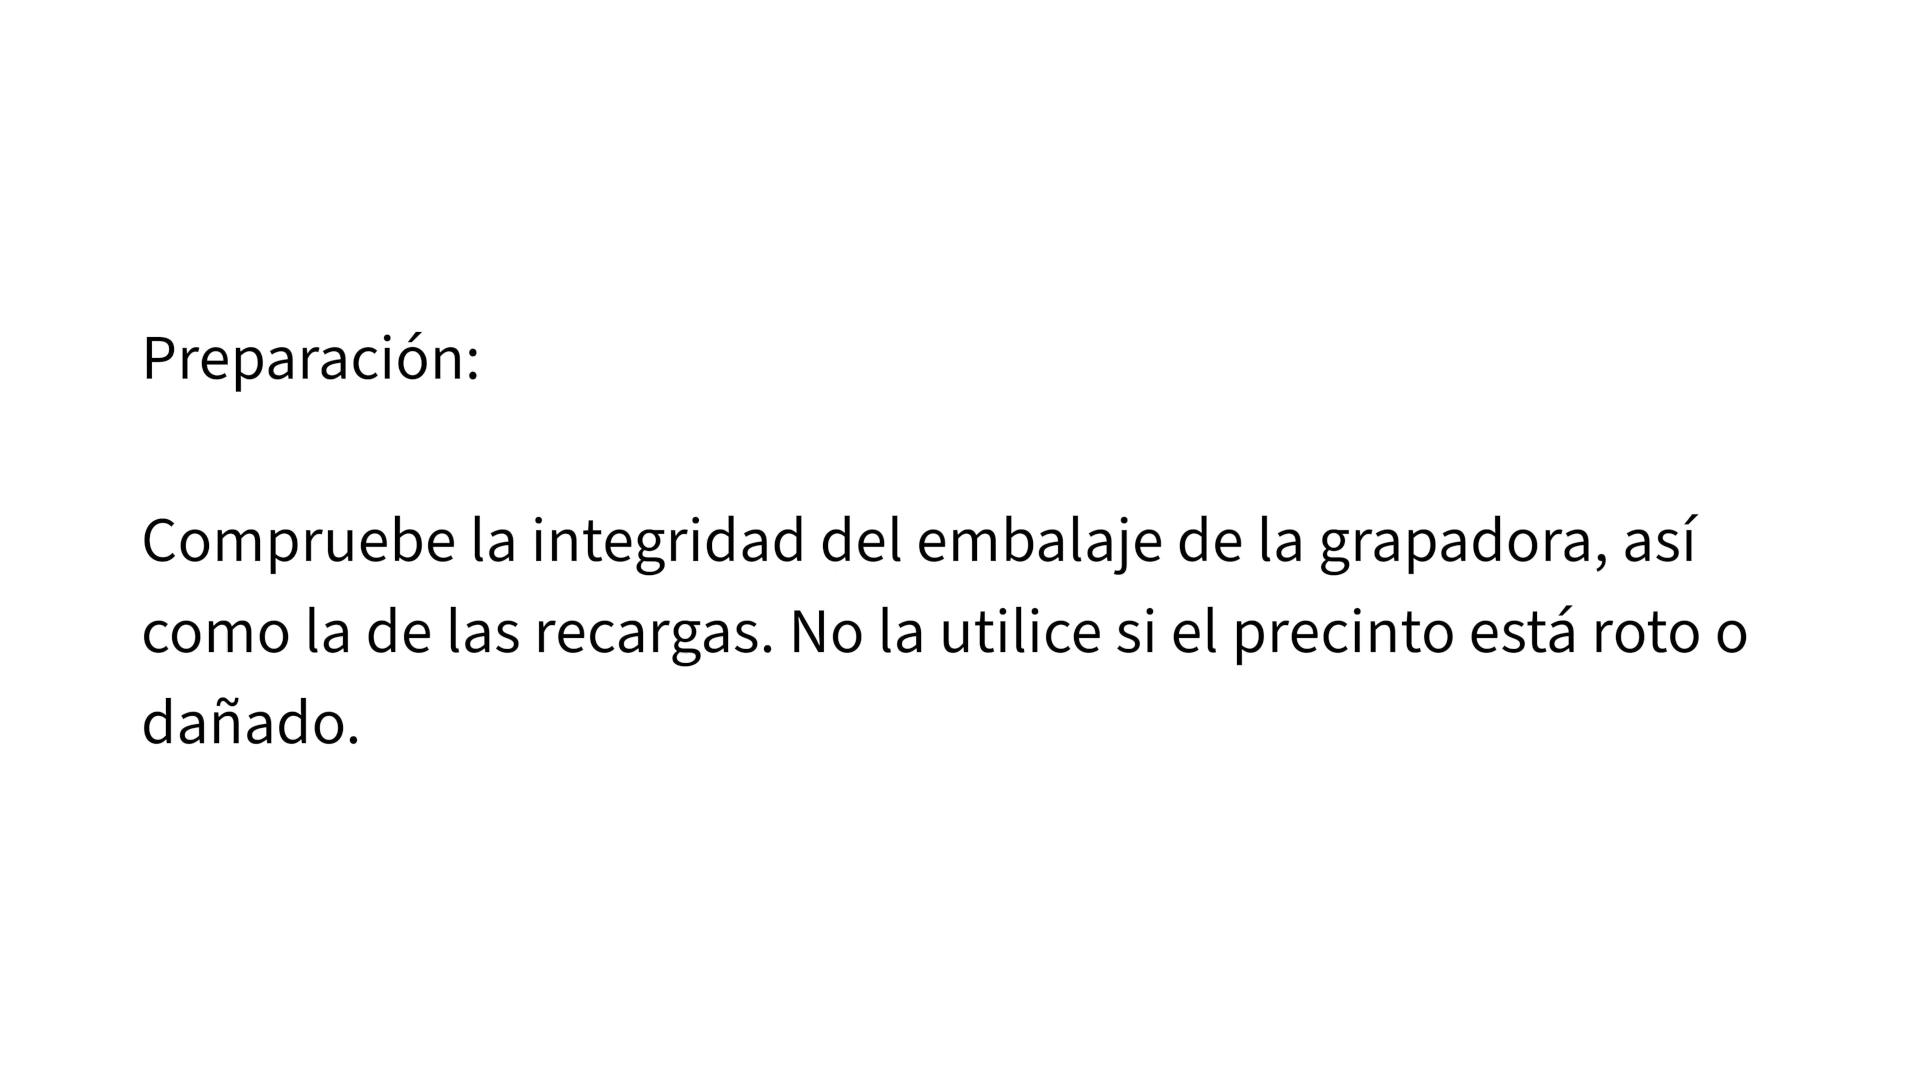 Preparación:
Compruebe la integridad del embalaje de la grapadora, así
como la de las recargas. No la utilice si el precinto está roto o
dañado.